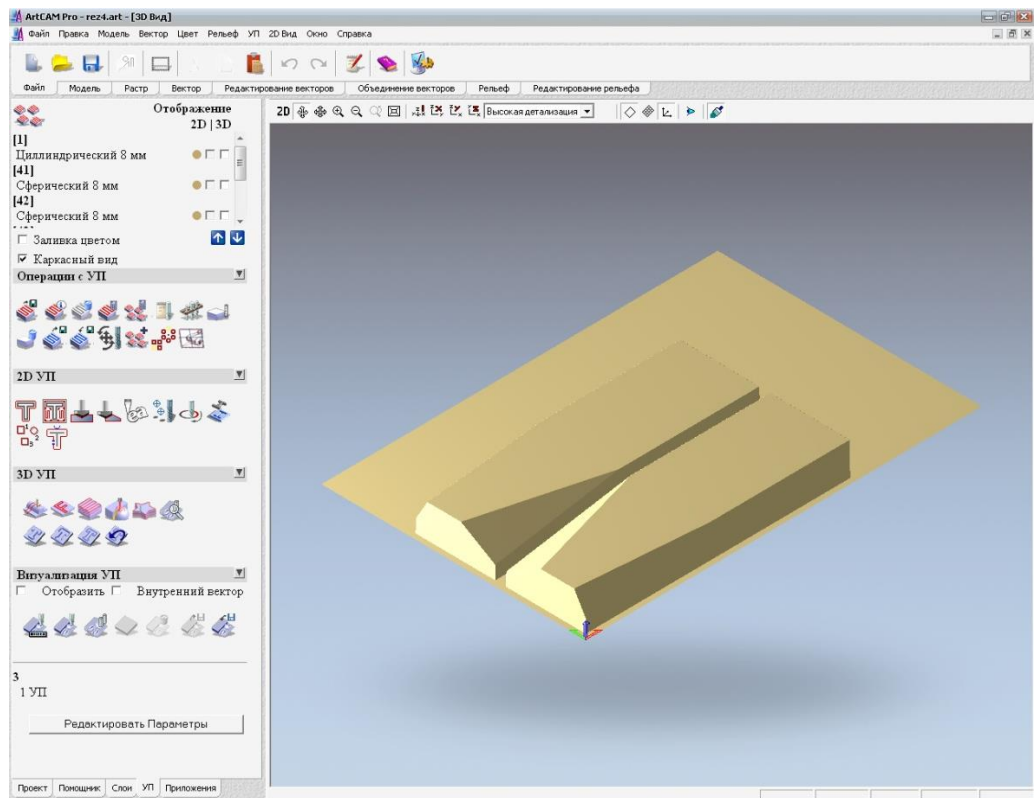 ArtCAM Pro - rez4.art - [3D Вид]
Файл Правка Модель Вектор Цвет Рельеф УП 2D Вид Окно Справка
Файл Модель Растр Вектор Редактирование векторов Объединение векторов Рельеф Редактирование рельефа
2D Высокая детализация
Отображение
2D | 3D
[1]
Циллиндрический 8 мм
[41]
Сферический 8 мм
[42]
Сферический 8 мм
Заливка цветом
Каркасный вид
Операции с УП
2D УП
3D УП
Визуализация УП
Отобразить Внутренний вектор
3
1 УП
Редактировать Параметры
Проект Помощник Слои УП Приложения